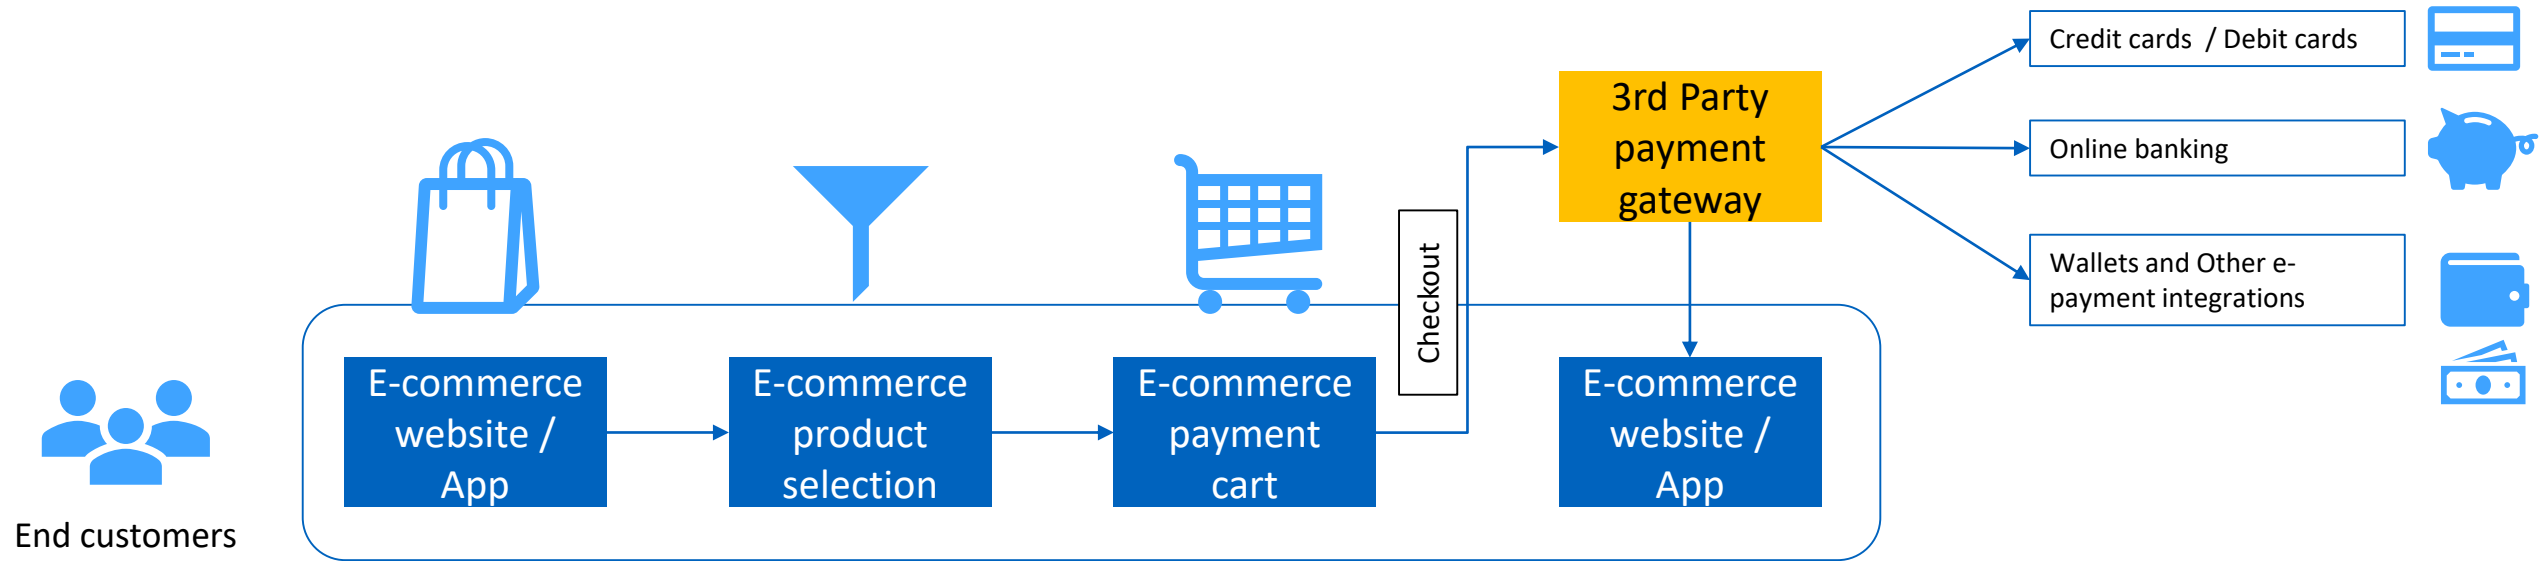 End customers
E-commerce
website /
App
E-commerce
product
selection
E-commerce
payment
cart
Checkout
3rd Party
payment
gateway
E-commerce
website /
App
Credit cards  / Debit cards
Online banking
Wallets and Other e-
payment integrations